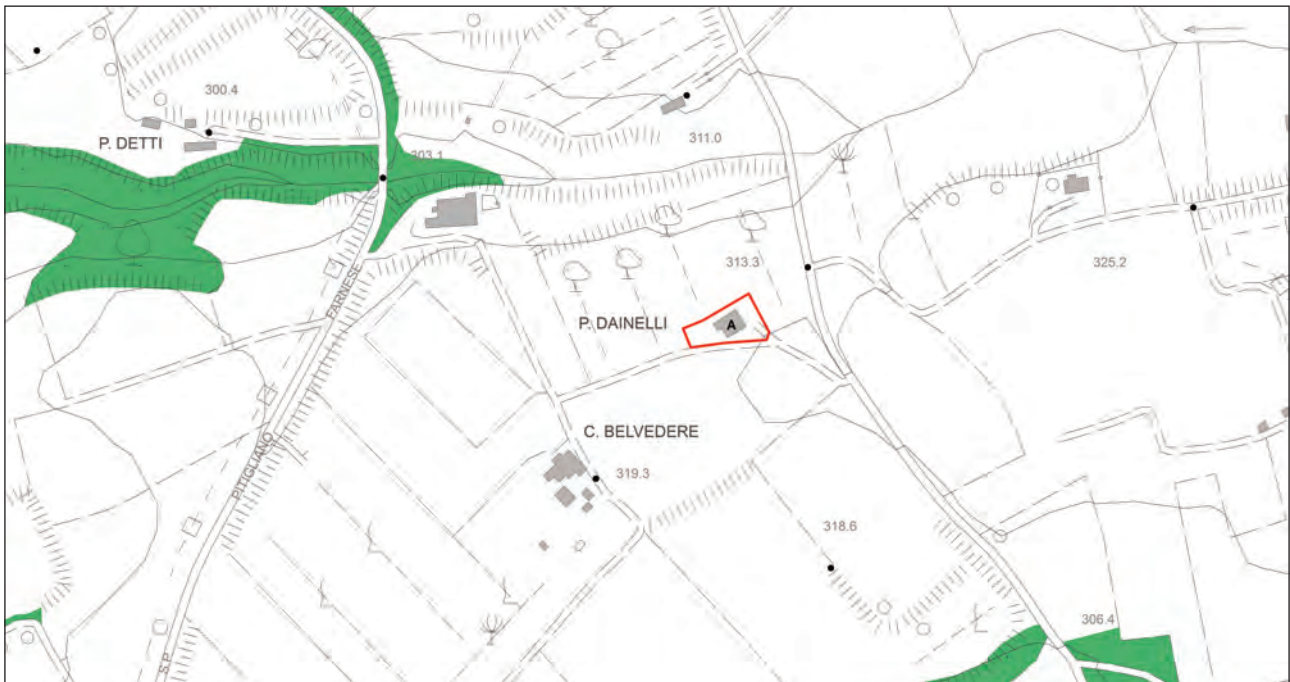 300.4
P. DETTI
303.1
311.0
313.3
325.2
P. DAINELLI
A
C. BELVEDERE
319.3
318.6
306.4
S.P. PITIGLIANO FARNESE